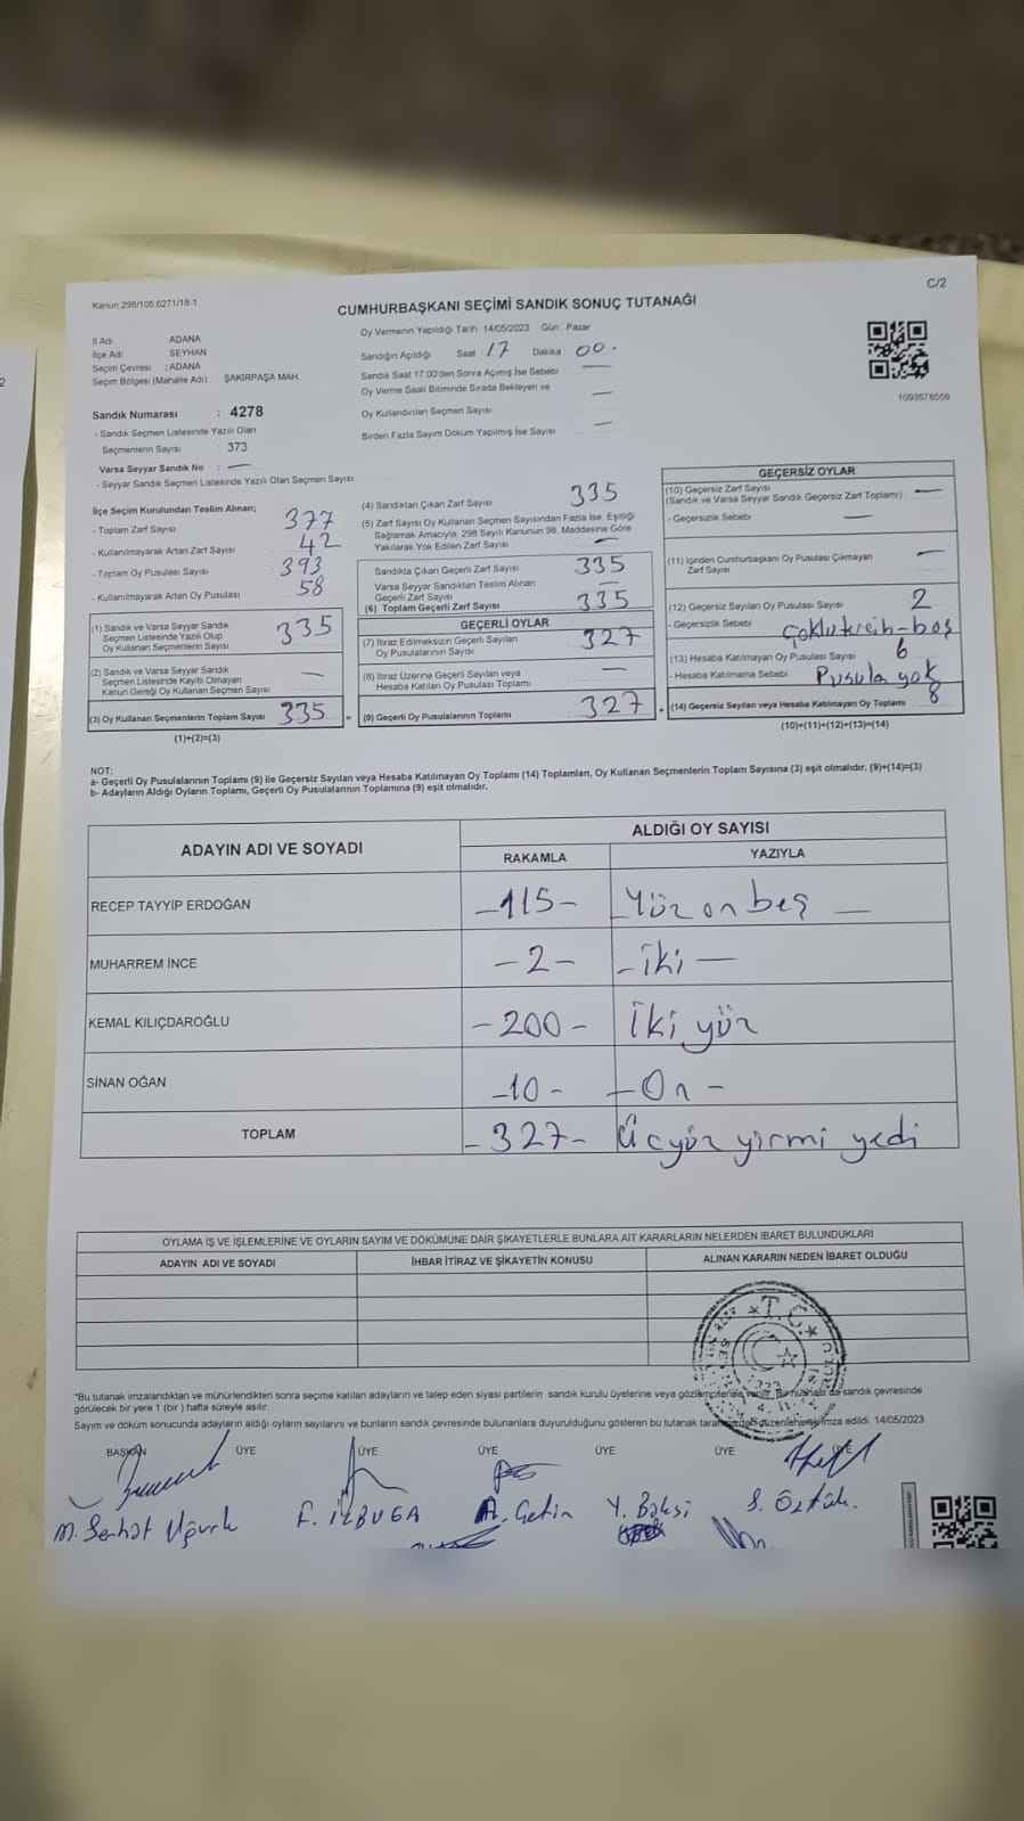 C/2
Kanun:298/105;6271/18-1
CUMHURBAŞKANI SEÇİMİ SANDIK SONUÇ TUTANAĞI
İl Adı : ADANA
İlçe Adı : SEYHAN
Seçim Çevresi : ADANA
Seçim Bölgesi (Mahalle Adı) : ŞAKİRPAŞA MAH.
Sandık Numarası : 4278
- Sandık Seçmen Listesinde Yazılı Olan
Seçmenlerin Sayısı 373
Varsa Seyyar Sandık No : —
- Seyyar Sandık Seçmen Listesinde Yazılı Olan Seçmen Sayısı
Oy Vermenin Yapıldığı Tarih 14/05/2023 Gün : Pazar
Sandığın Açıldığı Saat : 17 Dakika 00.
Sandık Saat 17:00'den Sonra Açılmış İse Sebebi —
Oy Verme Saati Bitiminde Sırada Bekleyen ve —
Oy Kullandırılan Seçmen Sayısı
Birden Fazla Sayım Döküm Yapılmış İse Sayısı —
İlçe Seçim Kurulundan Teslim Alınan;
- Toplam Zarf Sayısı 377
- Kullanılmayarak Artan Zarf Sayısı 42
- Toplam Oy Pusulası Sayısı 393
- Kullanılmayarak Artan Oy Pusulası 58
(1) Sandık ve Varsa Seyyar Sandık
Seçmen Listesinde Yazılı Olup
Oy Kullanan Seçmenlerin Sayısı 335
(2) Sandık ve Varsa Seyyar Sandık
Seçmen Listesinde Kayıtlı Olmayan
Kanun Gereği Oy Kullanan Seçmen Sayısı —
(3) Oy Kullanan Seçmenlerin Toplam Sayısı 335
(1)+(2)=(3)
(4) Sandıktan Çıkan Zarf Sayısı 335
(5) Zarf Sayısı Oy Kullanan Seçmen Sayısından Fazla İse, Eşitliği
Sağlamak Amacıyla; 298 Sayılı Kanunun 98. Maddesine Göre
Yakılarak Yok Edilen Zarf Sayısı —
Sandıkta Çıkan Geçerli Zarf Sayısı 335
Varsa Seyyar Sandıktan Teslim Alınan
Geçerli Zarf Sayısı —
(6) Toplam Geçerli Zarf Sayısı 335
GEÇERLİ OYLAR
(7) İtiraz Edilmeksizin Geçerli Sayılan
Oy Pusulalarının Sayısı 327
(8) İtiraz Üzerine Geçerli Sayılan veya
Hesaba Katılan Oy Pusulası Toplamı —
(9) Geçerli Oy Pusulalarının Toplamı 327
GEÇERSİZ OYLAR
(10) Geçersiz Zarf Sayısı
(Sandık ve Varsa Seyyar Sandık Geçersiz Zarf Toplamı) —
- Geçersizlik Sebebi —
(11) İçinden Cumhurbaşkanı Oy Pusulası Çıkmayan
Zarf Sayısı —
(12) Geçersiz Sayılan Oy Pusulası Sayısı 2
- Geçersizlik Sebebi çoklu tercih-boş
(13) Hesaba Katılmayan Oy Pusulası Sayısı 6
- Hesaba Katılmama Sebebi Pusula yok
(14) Geçersiz Sayılan veya Hesaba Katılmayan Oy Toplamı 8
(10)+(11)+(12)+(13)=(14)
NOT:
a- Geçerli Oy Pusulalarının Toplamı (9) ile Geçersiz Sayılan veya Hesaba Katılmayan Oy Toplamı (14) Toplamları, Oy Kullanan Seçmenlerin Toplam Sayısına (3) eşit olmalıdır. (9)+(14)=(3)
b- Adayların Aldığı Oyların Toplamı, Geçerli Oy Pusulalarının Toplamına (9) eşit olmalıdır.
ADAYIN ADI VE SOYADI ALDIĞI OY SAYISI
RAKAMLA YAZIYLA
RECEP TAYYİP ERDOĞAN -115- Yüz on beş —
MUHARREM İNCE -2- -iki —
KEMAL KILIÇDAROĞLU -200- İki yüz
SİNAN OĞAN -10- -On -
TOPLAM -327- Üçyüz yirmi yedi
OYLAMA İŞ VE İŞLEMLERİNE VE OYLARIN SAYIM VE DÖKÜMÜNE DAİR ŞİKAYETLERLE BUNLARA AİT KARARLARIN NELERDEN İBARET BULUNDUKLARI
ADAYIN ADI VE SOYADI İHBAR İTİRAZ VE ŞİKAYETİN KONUSU ALINAN KARARIN NEDEN İBARET OLDUĞU
T.C.
*Bu tutanak imzalandıktan ve mühürlendikten sonra seçime katılan adayların ve talep eden siyasi partilerin sandık kurulu üyelerine veya gözlemcilerine verilir. Bu tutanak da sandık çevresinde
görülecek bir yere 1 (bir) hafta süreyle asılır.
Sayım ve döküm sonucunda adayların aldığı oyların sayılarını ve bunların sandık çevresinde bulunanlara duyurulduğunu gösteren bu tutanak düzenlenerek imza edildi. 14/05/2023
BAŞKAN ÜYE ÜYE ÜYE ÜYE ÜYE ÜYE
F. İLBUGA A. Çetin Y. Bakşi S. Öztürk.